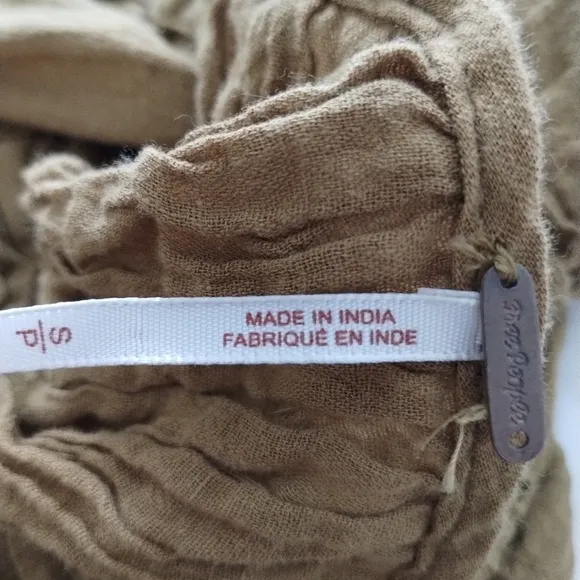 S/P
MADE IN INDIA
FABRIQUÉ EN INDE
Free People